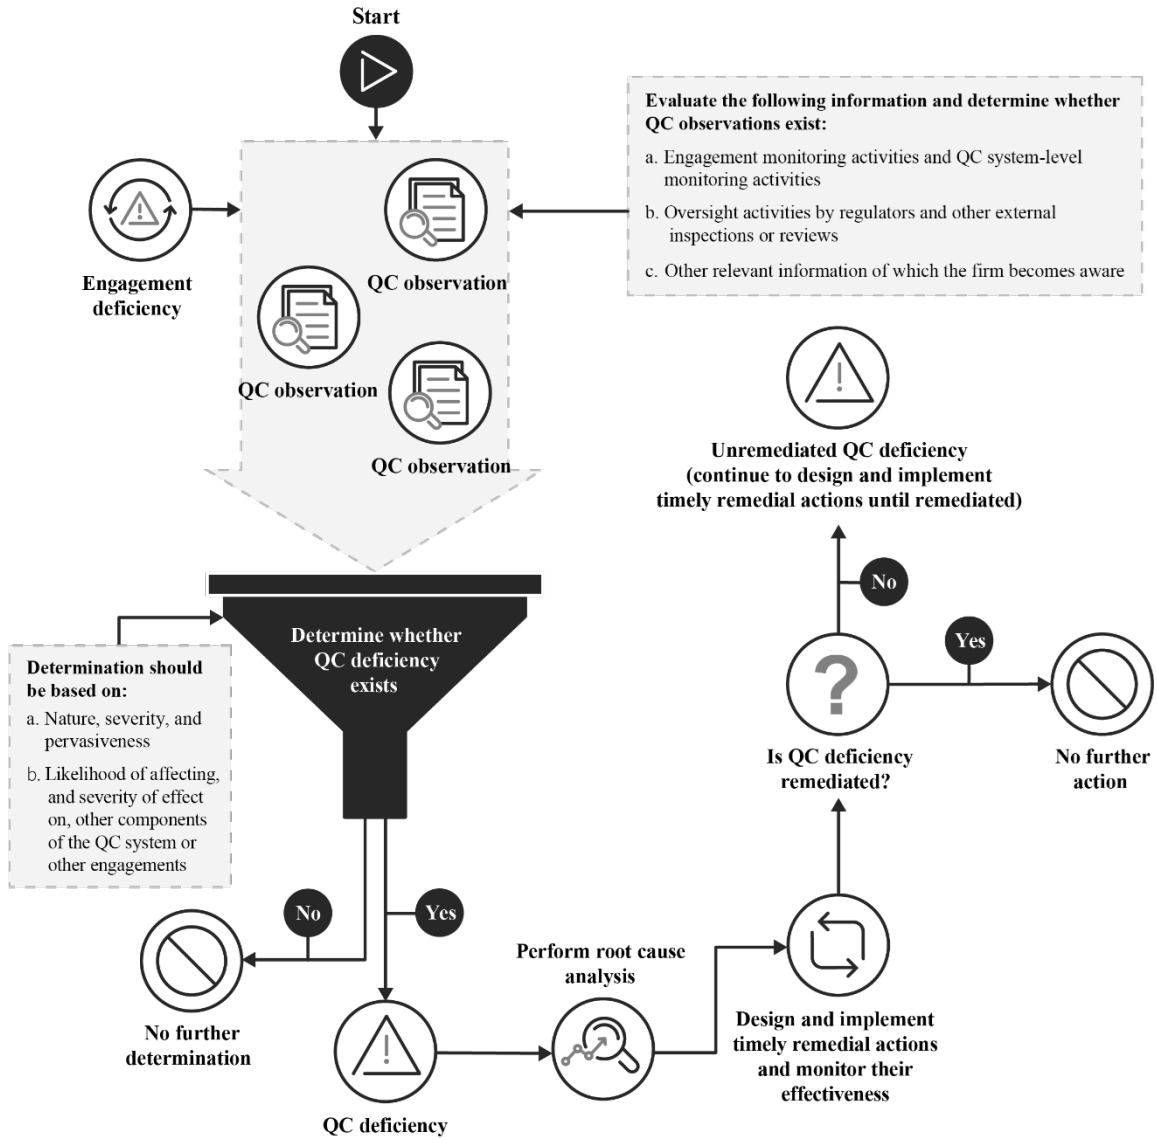 Start
Evaluate the following information and determine whether
QC observations exist:
a. Engagement monitoring activities and QC system-level
monitoring activities
b. Oversight activities by regulators and other external
inspections or reviews
c. Other relevant information of which the firm becomes aware
Engagement
deficiency
QC observation
QC observation
QC observation
Unremediated QC deficiency
(continue to design and implement
timely remedial actions until remediated)
No
Determine whether
QC deficiency
exists
Determination should
be based on:
a. Nature, severity, and
pervasiveness
b. Likelihood of affecting,
and severity of effect
on, other components
of the QC system or
other engagements
Yes
?
Is QC deficiency
remediated?
No further
action
No
Yes
No further
determination
QC deficiency
Perform root cause
analysis
Design and implement
timely remedial actions
and monitor their
effectiveness